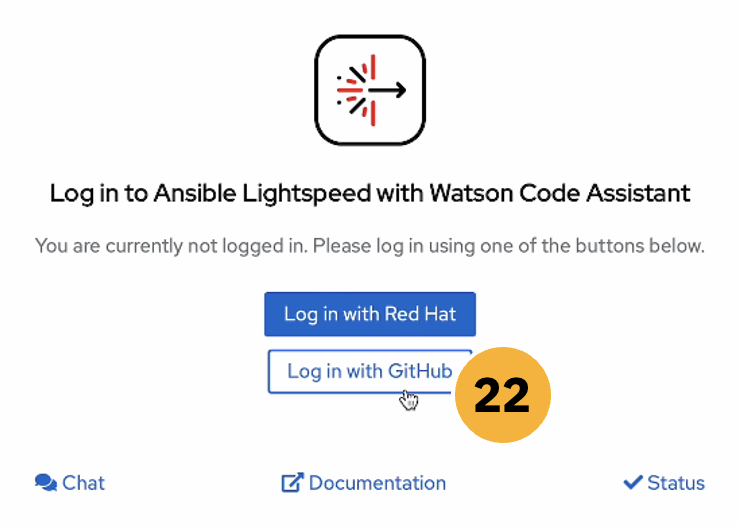 Log in to Ansible Lightspeed with Watson Code Assistant
You are currently not logged in. Please log in using one of the buttons below.
Log in with Red Hat
Log in with GitHub
22
Chat
Documentation
Status